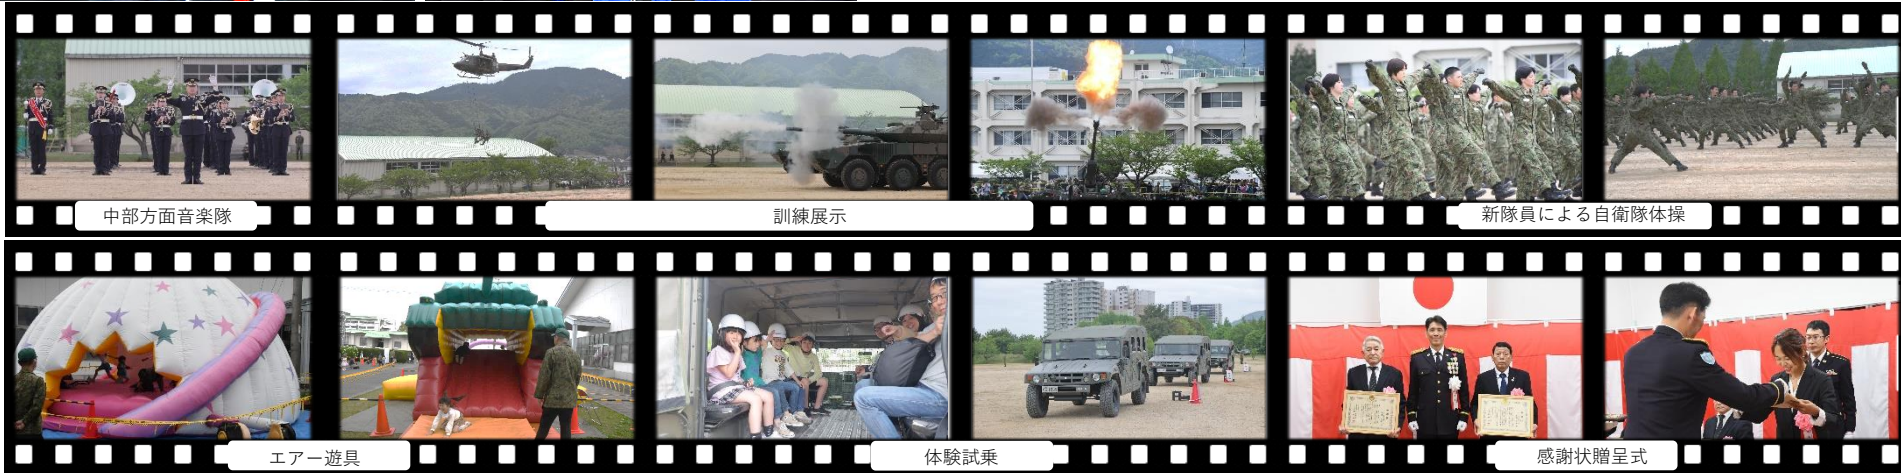 中部方面音楽隊
訓練展示
新隊員による自衛隊体操
エアー遊具
体験試乗
感謝状贈呈式